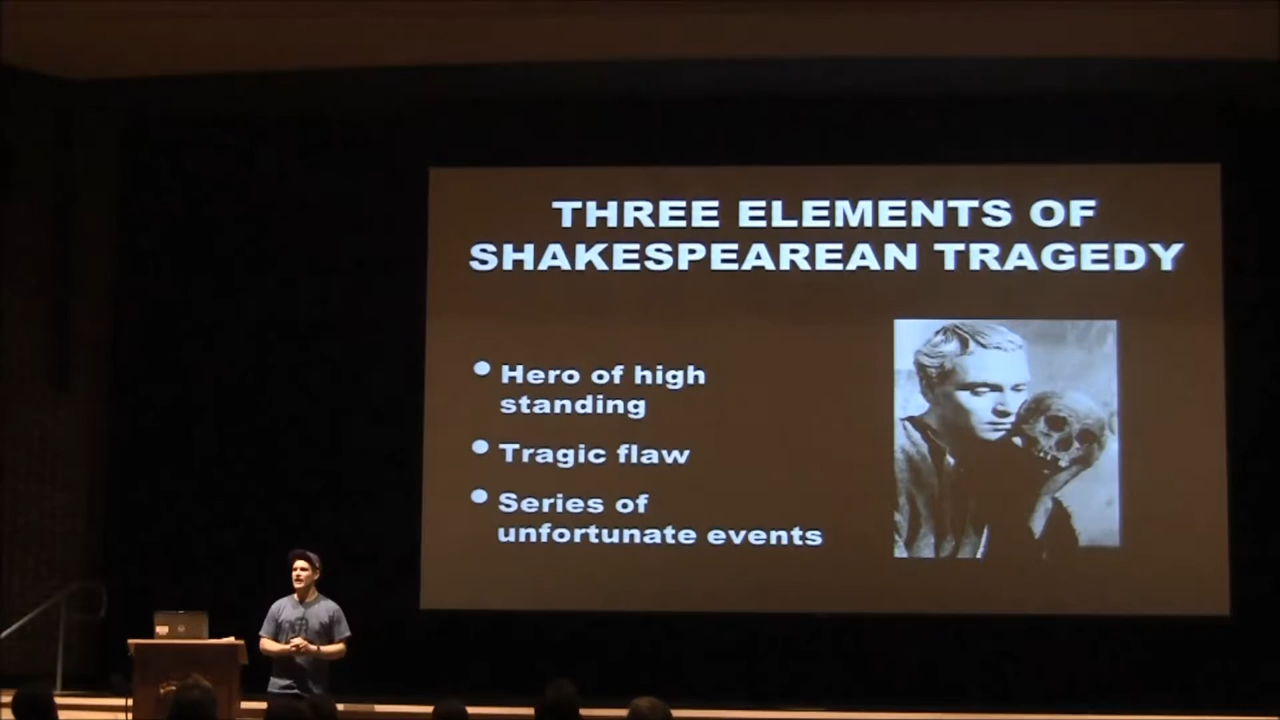 THREE ELEMENTS OF
SHAKESPEAREAN TRAGEDY
Hero of high
standing
Tragic flaw
Series of
unfortunate events